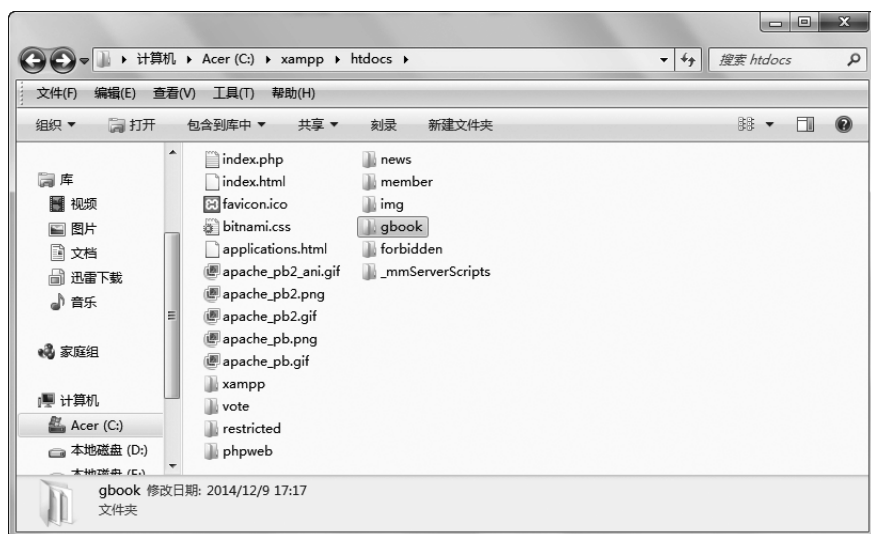 计算机 Acer (C:) xampp htdocs 搜索 htdocs
文件(F) 编辑(E) 查看(V) 工具(T) 帮助(H)
组织 打开 包含到库中 共享 刻录 新建文件夹
库
视频
图片
文档
迅雷下载
音乐
家庭组
计算机
Acer (C:)
本地磁盘 (D:)
本地磁盘 (E:)
index.php
index.html
favicon.ico
bitnami.css
applications.html
apache_pb2_ani.gif
apache_pb2.png
apache_pb2.gif
apache_pb.png
apache_pb.gif
xampp
vote
restricted
phpweb
news
member
img
gbook
forbidden
_mmServerScripts
gbook 修改日期: 2014/12/9 17:17
文件夹